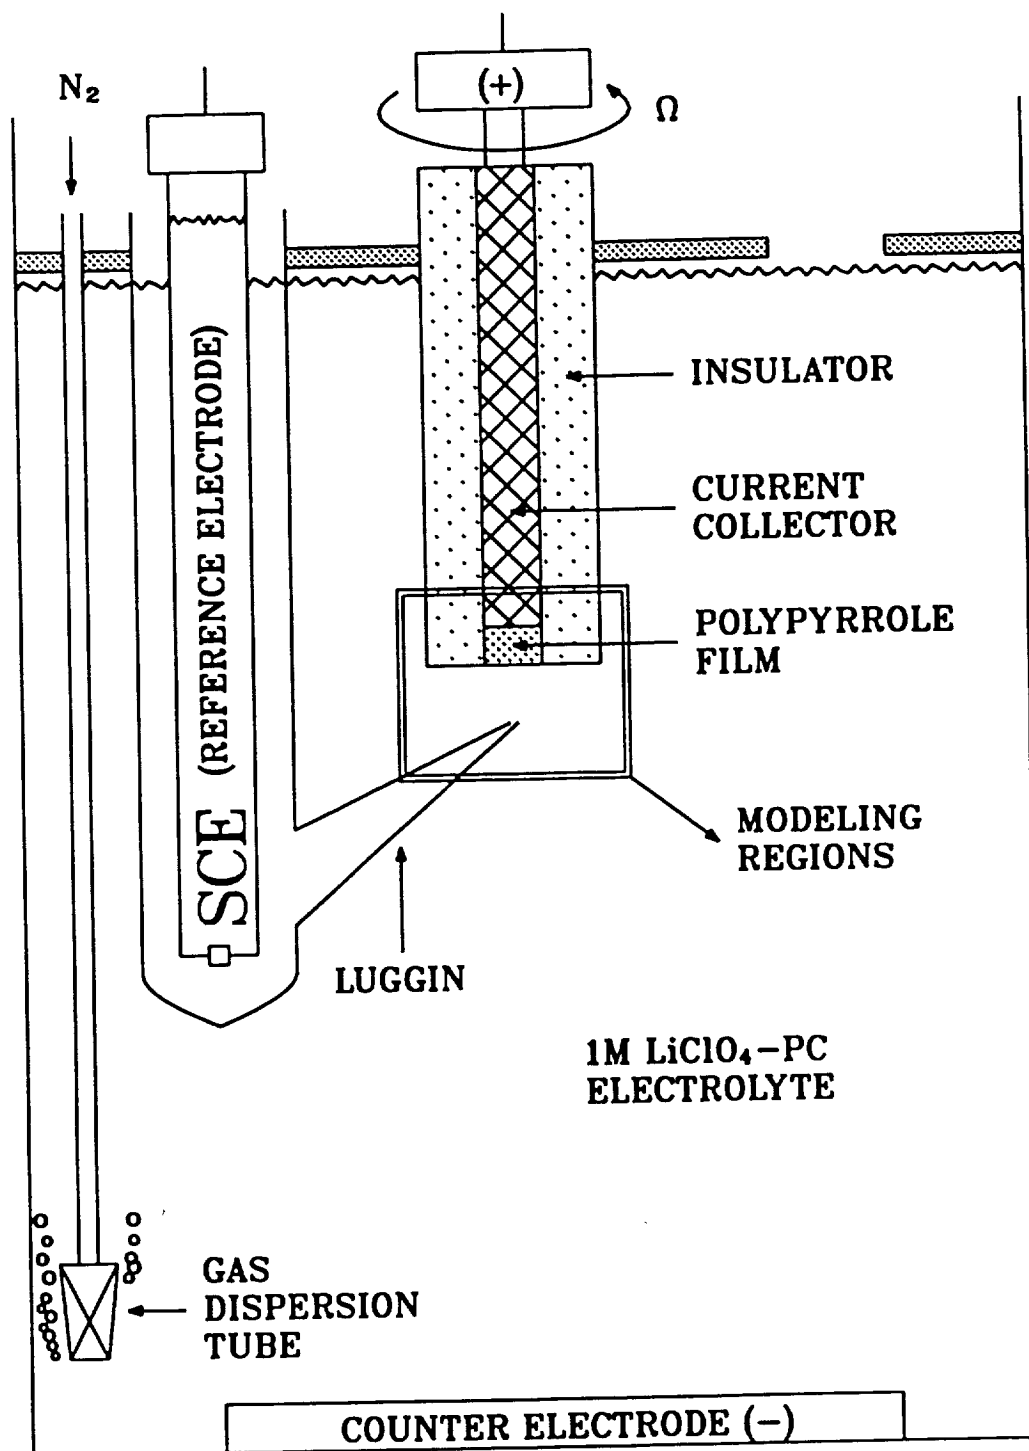 N₂
(+)
Ω
INSULATOR
SCE (REFERENCE ELECTRODE)
CURRENT
COLLECTOR
POLYPYRROLE
FILM
MODELING
REGIONS
LUGGIN
1M LiClO₄-PC
ELECTROLYTE
GAS
DISPERSION
TUBE
COUNTER ELECTRODE (-)